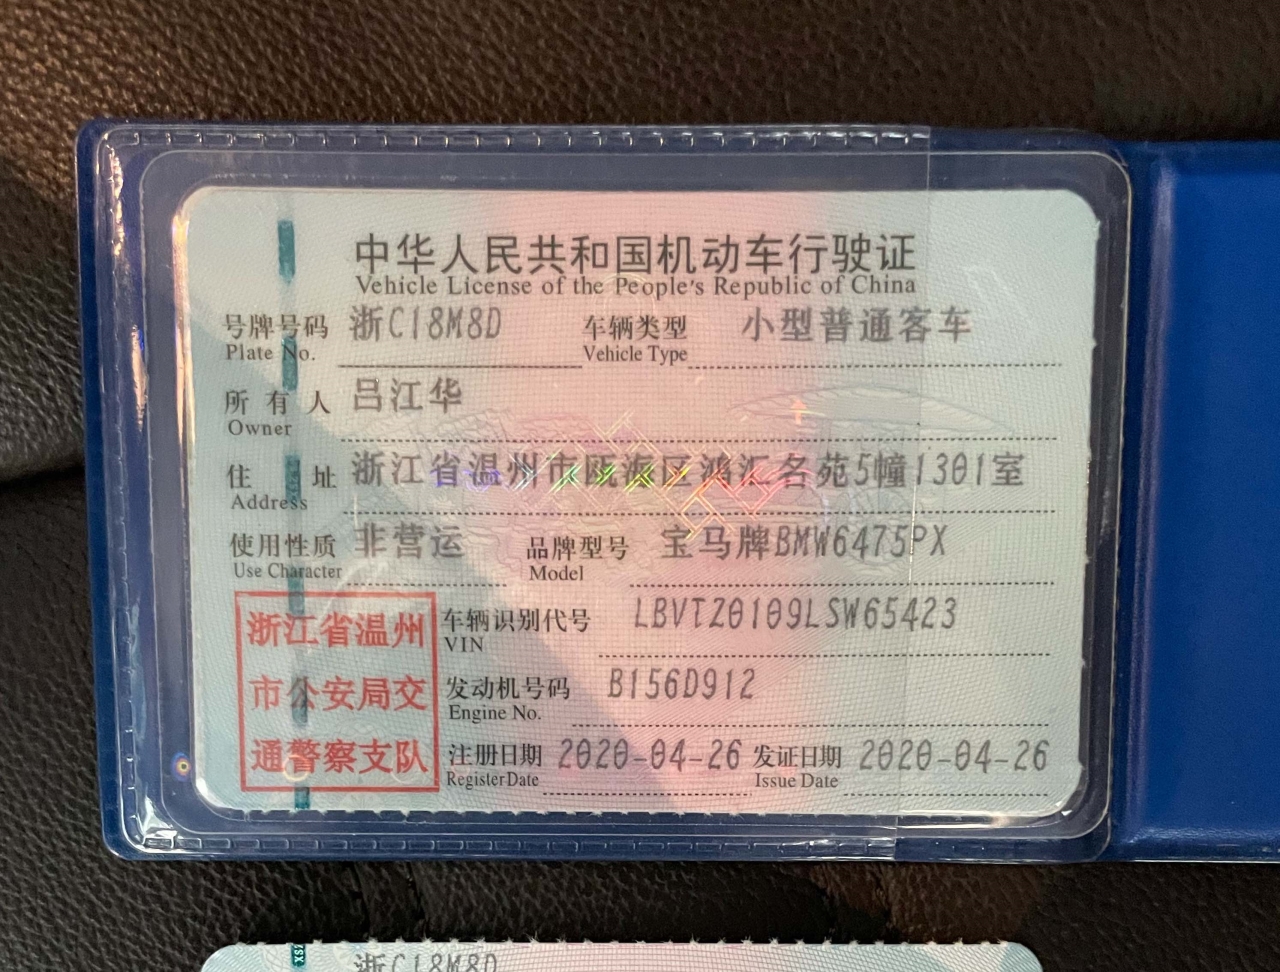 中华人民共和国机动车行驶证
Vehicle License of the People's Republic of China
号牌号码 浙C18M8D 车辆类型 小型普通客车
Plate No. Vehicle Type
所有人 吕江华
Owner
住址 浙江省温州市瓯海区鸿汇名苑5幢1301室
Address
使用性质 非营运 品牌型号 宝马牌BMW6475PX
Use Character Model
浙江省温州
市公安局交
通警察支队
车辆识别代号 LBVTZ0109LSW65423
VIN
发动机号码 B156D912
Engine No.
注册日期 2020-04-26 发证日期 2020-04-26
Register Date Issue Date
浙C18M8D